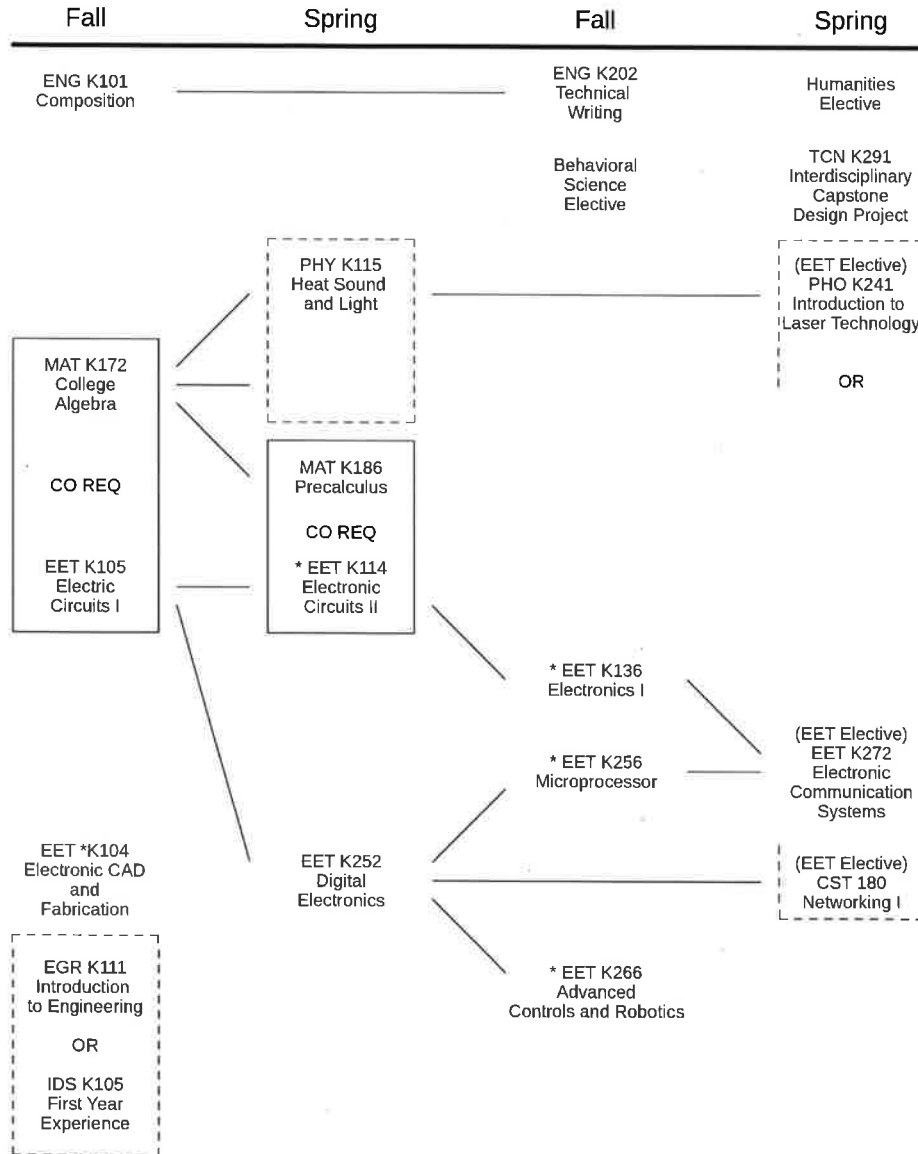 Fall
Spring
Fall
Spring
ENG K101
Composition
ENG K202
Technical
Writing
Humanities
Elective
Behavioral
Science
Elective
TCN K291
Interdisciplinary
Capstone
Design Project
PHY K115
Heat Sound
and Light
(EET Elective)
PHO K241
Introduction to
Laser Technology
OR
MAT K172
College
Algebra
CO REQ
EET K105
Electric
Circuits I
MAT K186
Precalculus
CO REQ
* EET K114
Electronic
Circuits II
* EET K136
Electronics I
* EET K256
Microprocessor
(EET Elective)
EET K272
Electronic
Communication
Systems
EET *K104
Electronic CAD
and
Fabrication
EET K252
Digital
Electronics
(EET Elective)
CST 180
Networking I
EGR K111
Introduction
to Engineering
OR
IDS K105
First Year
Experience
* EET K266
Advanced
Controls and Robotics